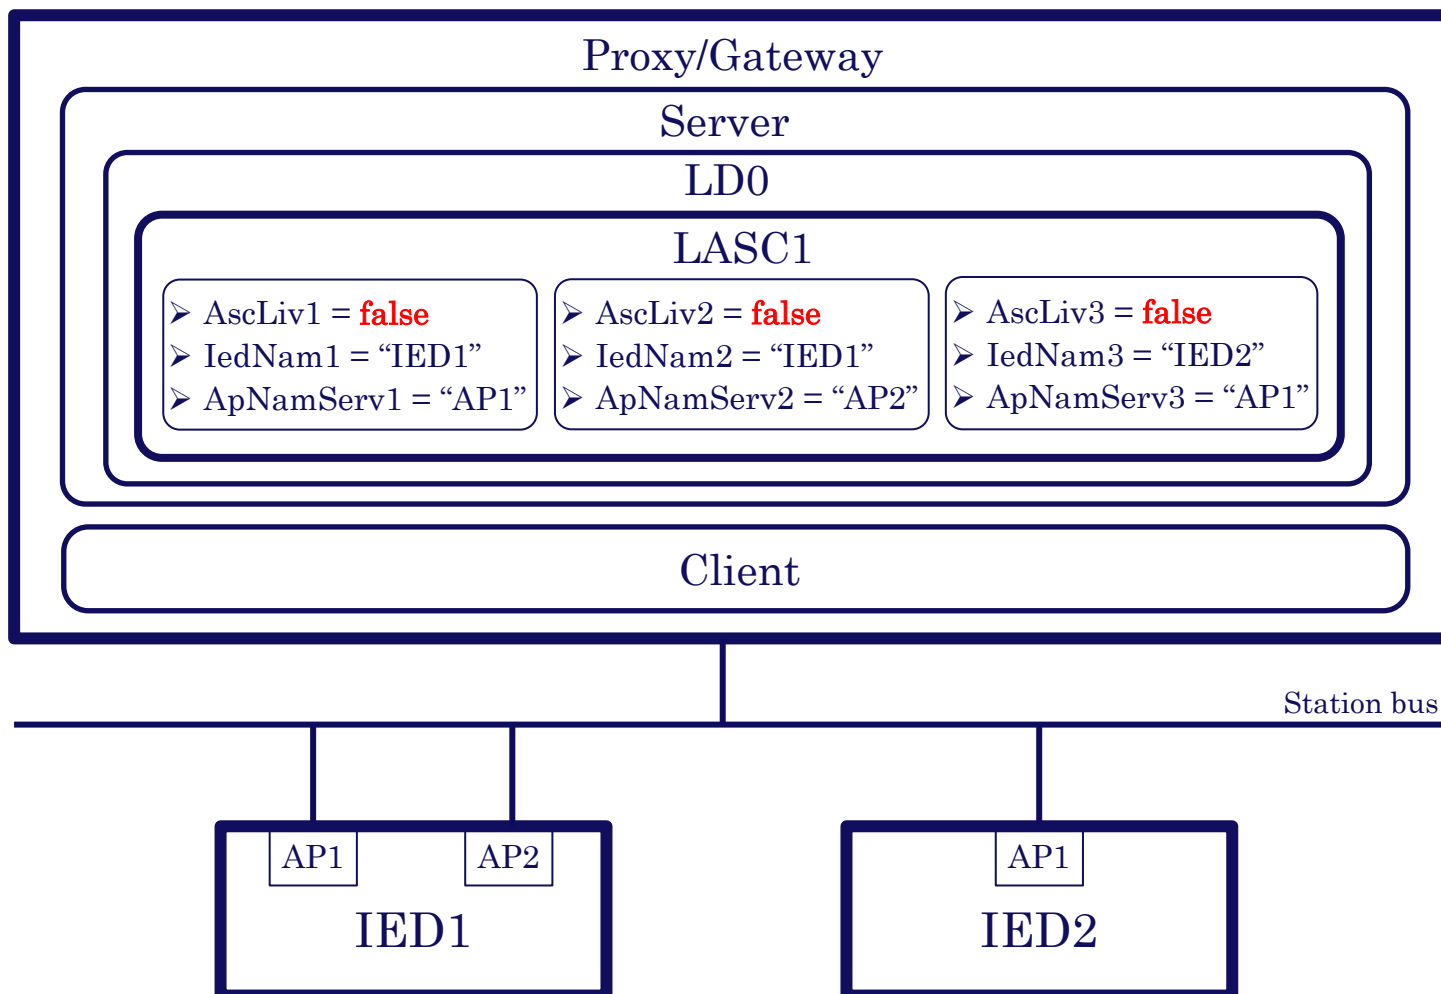 Proxy/Gateway
Server
LD0
LASC1
➢ AscLiv1 = false
➢ IedNam1 = “IED1”
➢ ApNamServ1 = “AP1”
➢ AscLiv2 = false
➢ IedNam2 = “IED1”
➢ ApNamServ2 = “AP2”
➢ AscLiv3 = false
➢ IedNam3 = “IED2”
➢ ApNamServ3 = “AP1”
Client
Station bus
AP1
AP2
IED1
AP1
IED2